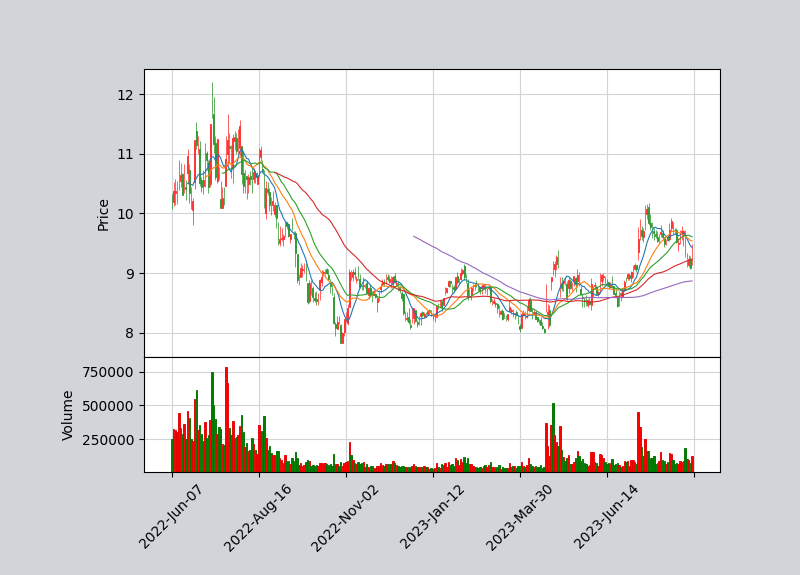 12
11
10
9
8
Price
750000
500000
250000
Volume
2022-Jun-07
2022-Aug-16
2022-Nov-02
2023-Jan-12
2023-Mar-30
2023-Jun-14